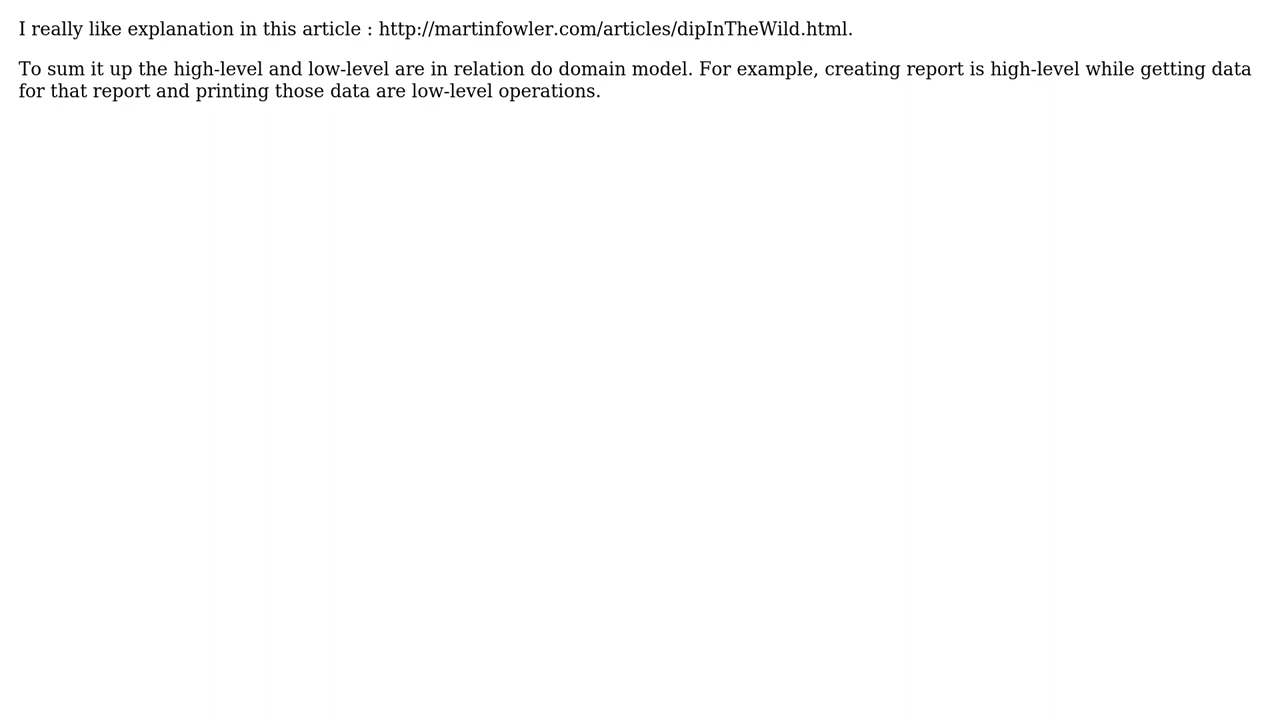 I really like explanation in this article : http://martinfowler.com/articles/dipInTheWild.html.
To sum it up the high-level and low-level are in relation do domain model. For example, creating report is high-level while getting data
for that report and printing those data are low-level operations.